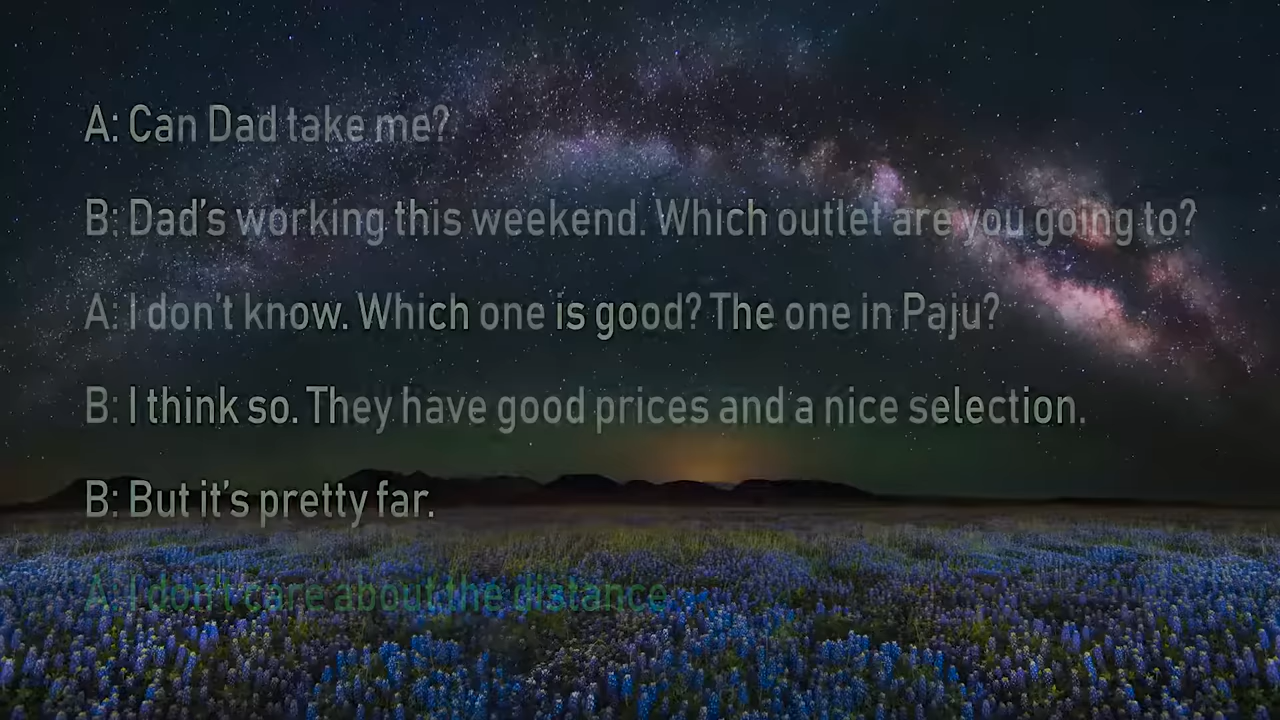 A: Can Dad take me?
B: Dad's working this weekend. Which outlet are you going to?
A: I don't know. Which one is good? The one in Paju?
B: I think so. They have good prices and a nice selection.
B: But it's pretty far.
A: I don't care about the distance.